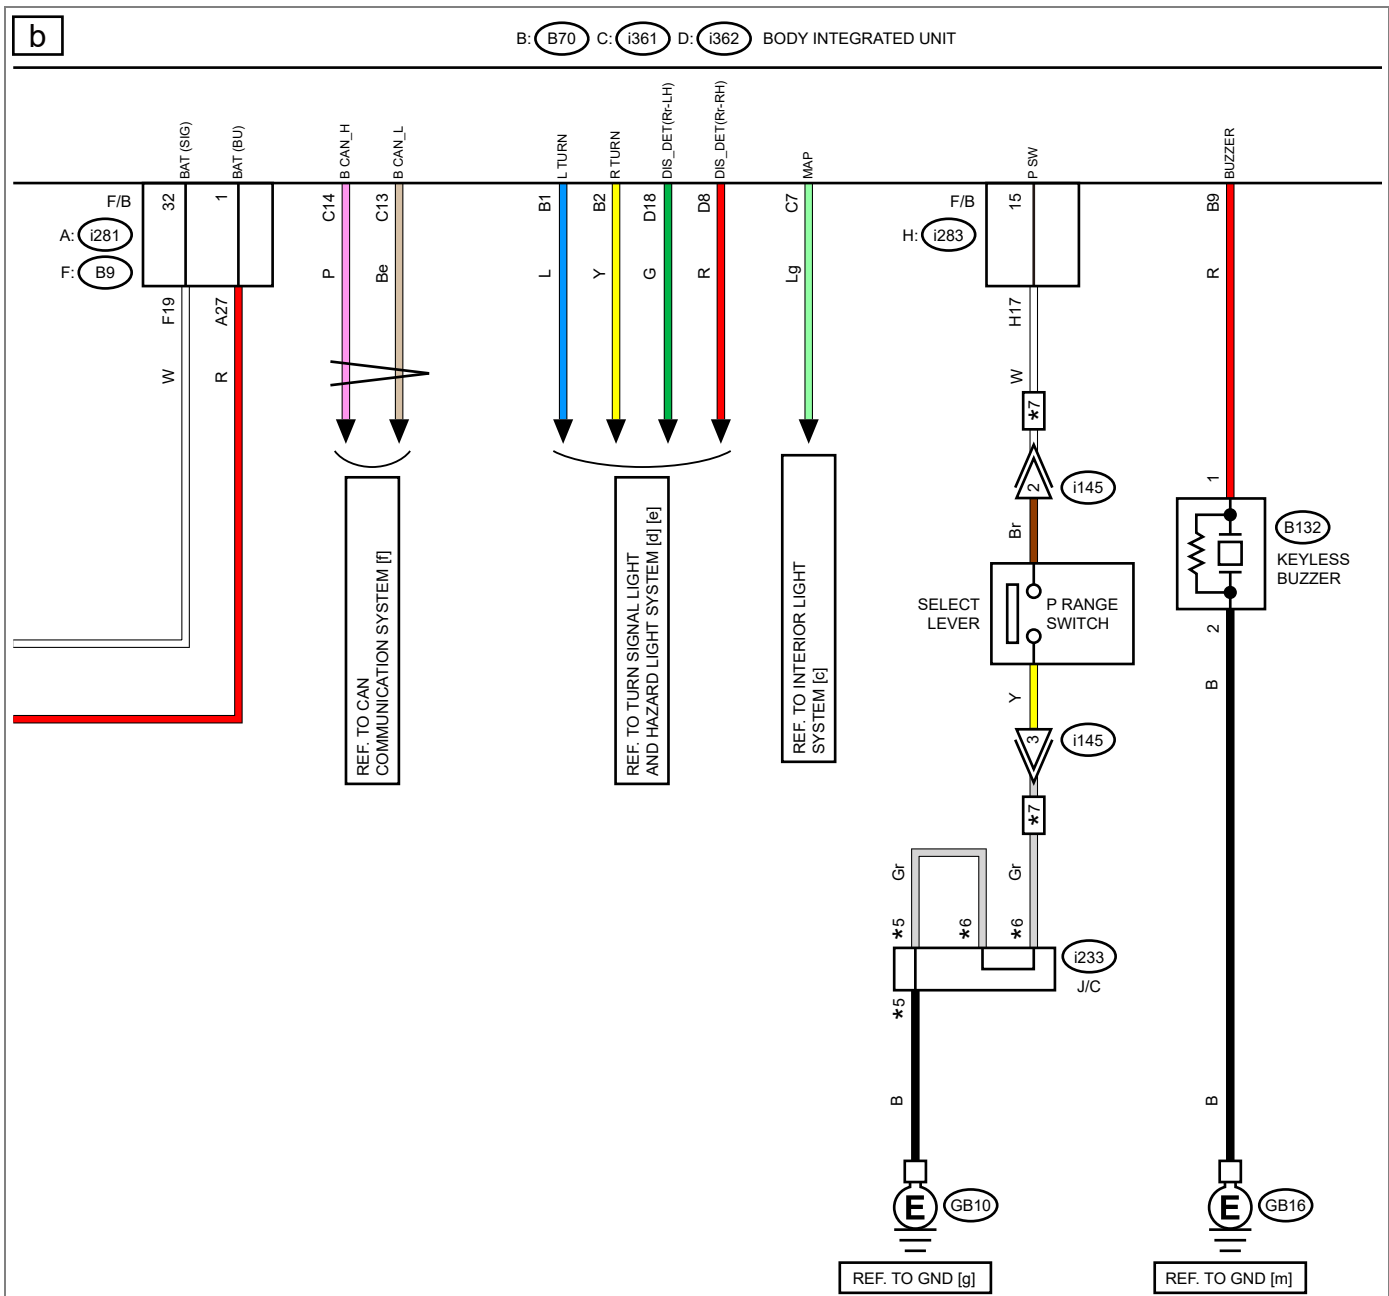 b
B: B70 C: i361 D: i362 BODY INTEGRATED UNIT
BAT (SIG)
BAT (BU)
B CAN_H
B CAN_L
L TURN
R TURN
DIS_DET(Rr-LH)
DIS_DET(Rr-RH)
MAP
P SW
BUZZER
F/B
32
1
C14
C13
B1
B2
D18
D8
C7
F/B
15
B9
A: i281
F: B9
H: i283
P
Be
L
Y
G
R
Lg
R
F19
A27
H17
W
R
W
*7
2
i145
1
Br
B132
KEYLESS
BUZZER
SELECT
LEVER
P RANGE
SWITCH
2
B
REF. TO CAN
COMMUNICATION SYSTEM [f]
REF. TO TURN SIGNAL LIGHT
AND HAZARD LIGHT SYSTEM [d] [e]
REF. TO INTERIOR LIGHT
SYSTEM [c]
Y
3
i145
*7
Gr
Gr
*5
*6
*6
i233
J/C
*5
B
B
E
GB10
E
GB16
REF. TO GND [g]
REF. TO GND [m]